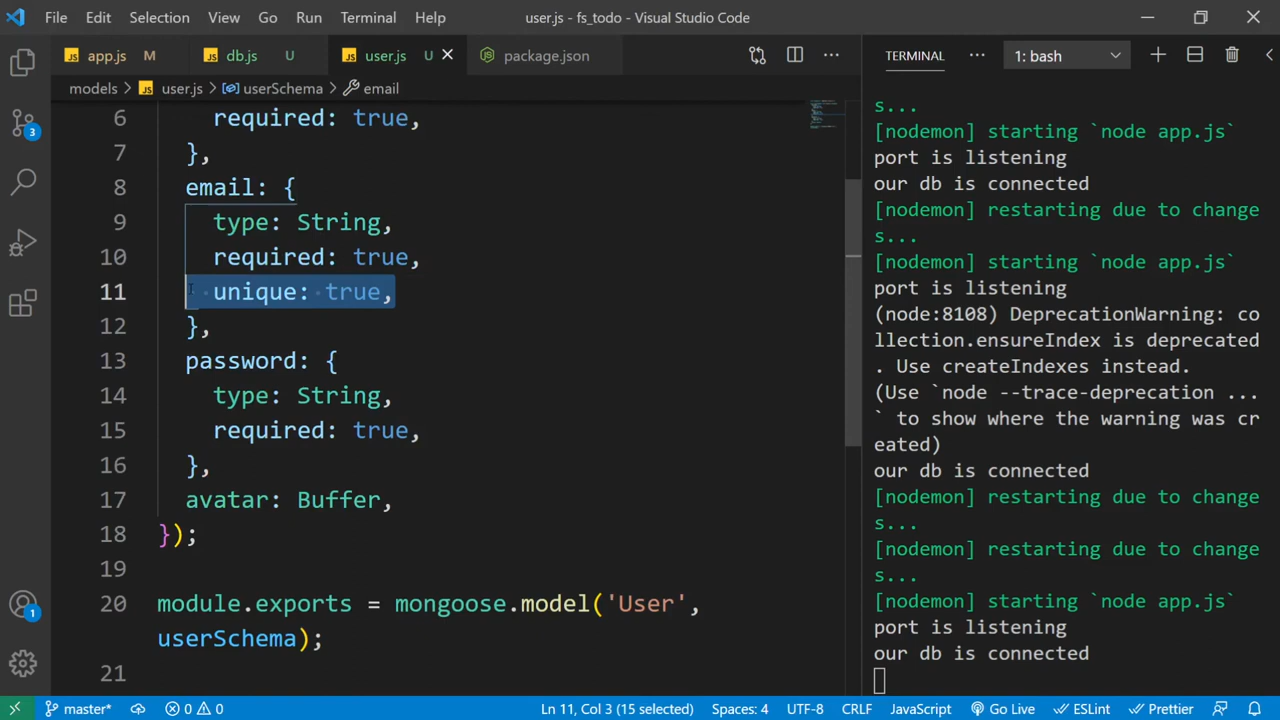 File Edit Selection View Go Run Terminal Help user.js - fs_todo - Visual Studio Code
JS app.js M JS db.js U JS user.js U package.json
models > JS user.js > userSchema > email
6 required: true,
7 },
8 email: {
9 type: String,
10 required: true,
11 unique: true,
12 },
13 password: {
14 type: String,
15 required: true,
16 },
17 avatar: Buffer,
18 });
19
20 module.exports = mongoose.model('User',
userSchema);
21
3
1
TERMINAL ··· 1: bash
s...
[nodemon] starting `node app.js`
port is listening
our db is connected
[nodemon] restarting due to change
s...
[nodemon] starting `node app.js`
port is listening
(node:8108) DeprecationWarning: co
llection.ensureIndex is deprecated
. Use createIndexes instead.
(Use `node --trace-deprecation ...
` to show where the warning was cr
eated)
our db is connected
[nodemon] restarting due to change
s...
[nodemon] restarting due to change
s...
[nodemon] starting `node app.js`
port is listening
our db is connected
master* 0 0 Ln 11, Col 3 (15 selected) Spaces: 4 UTF-8 CRLF JavaScript Go Live ESLint Prettier